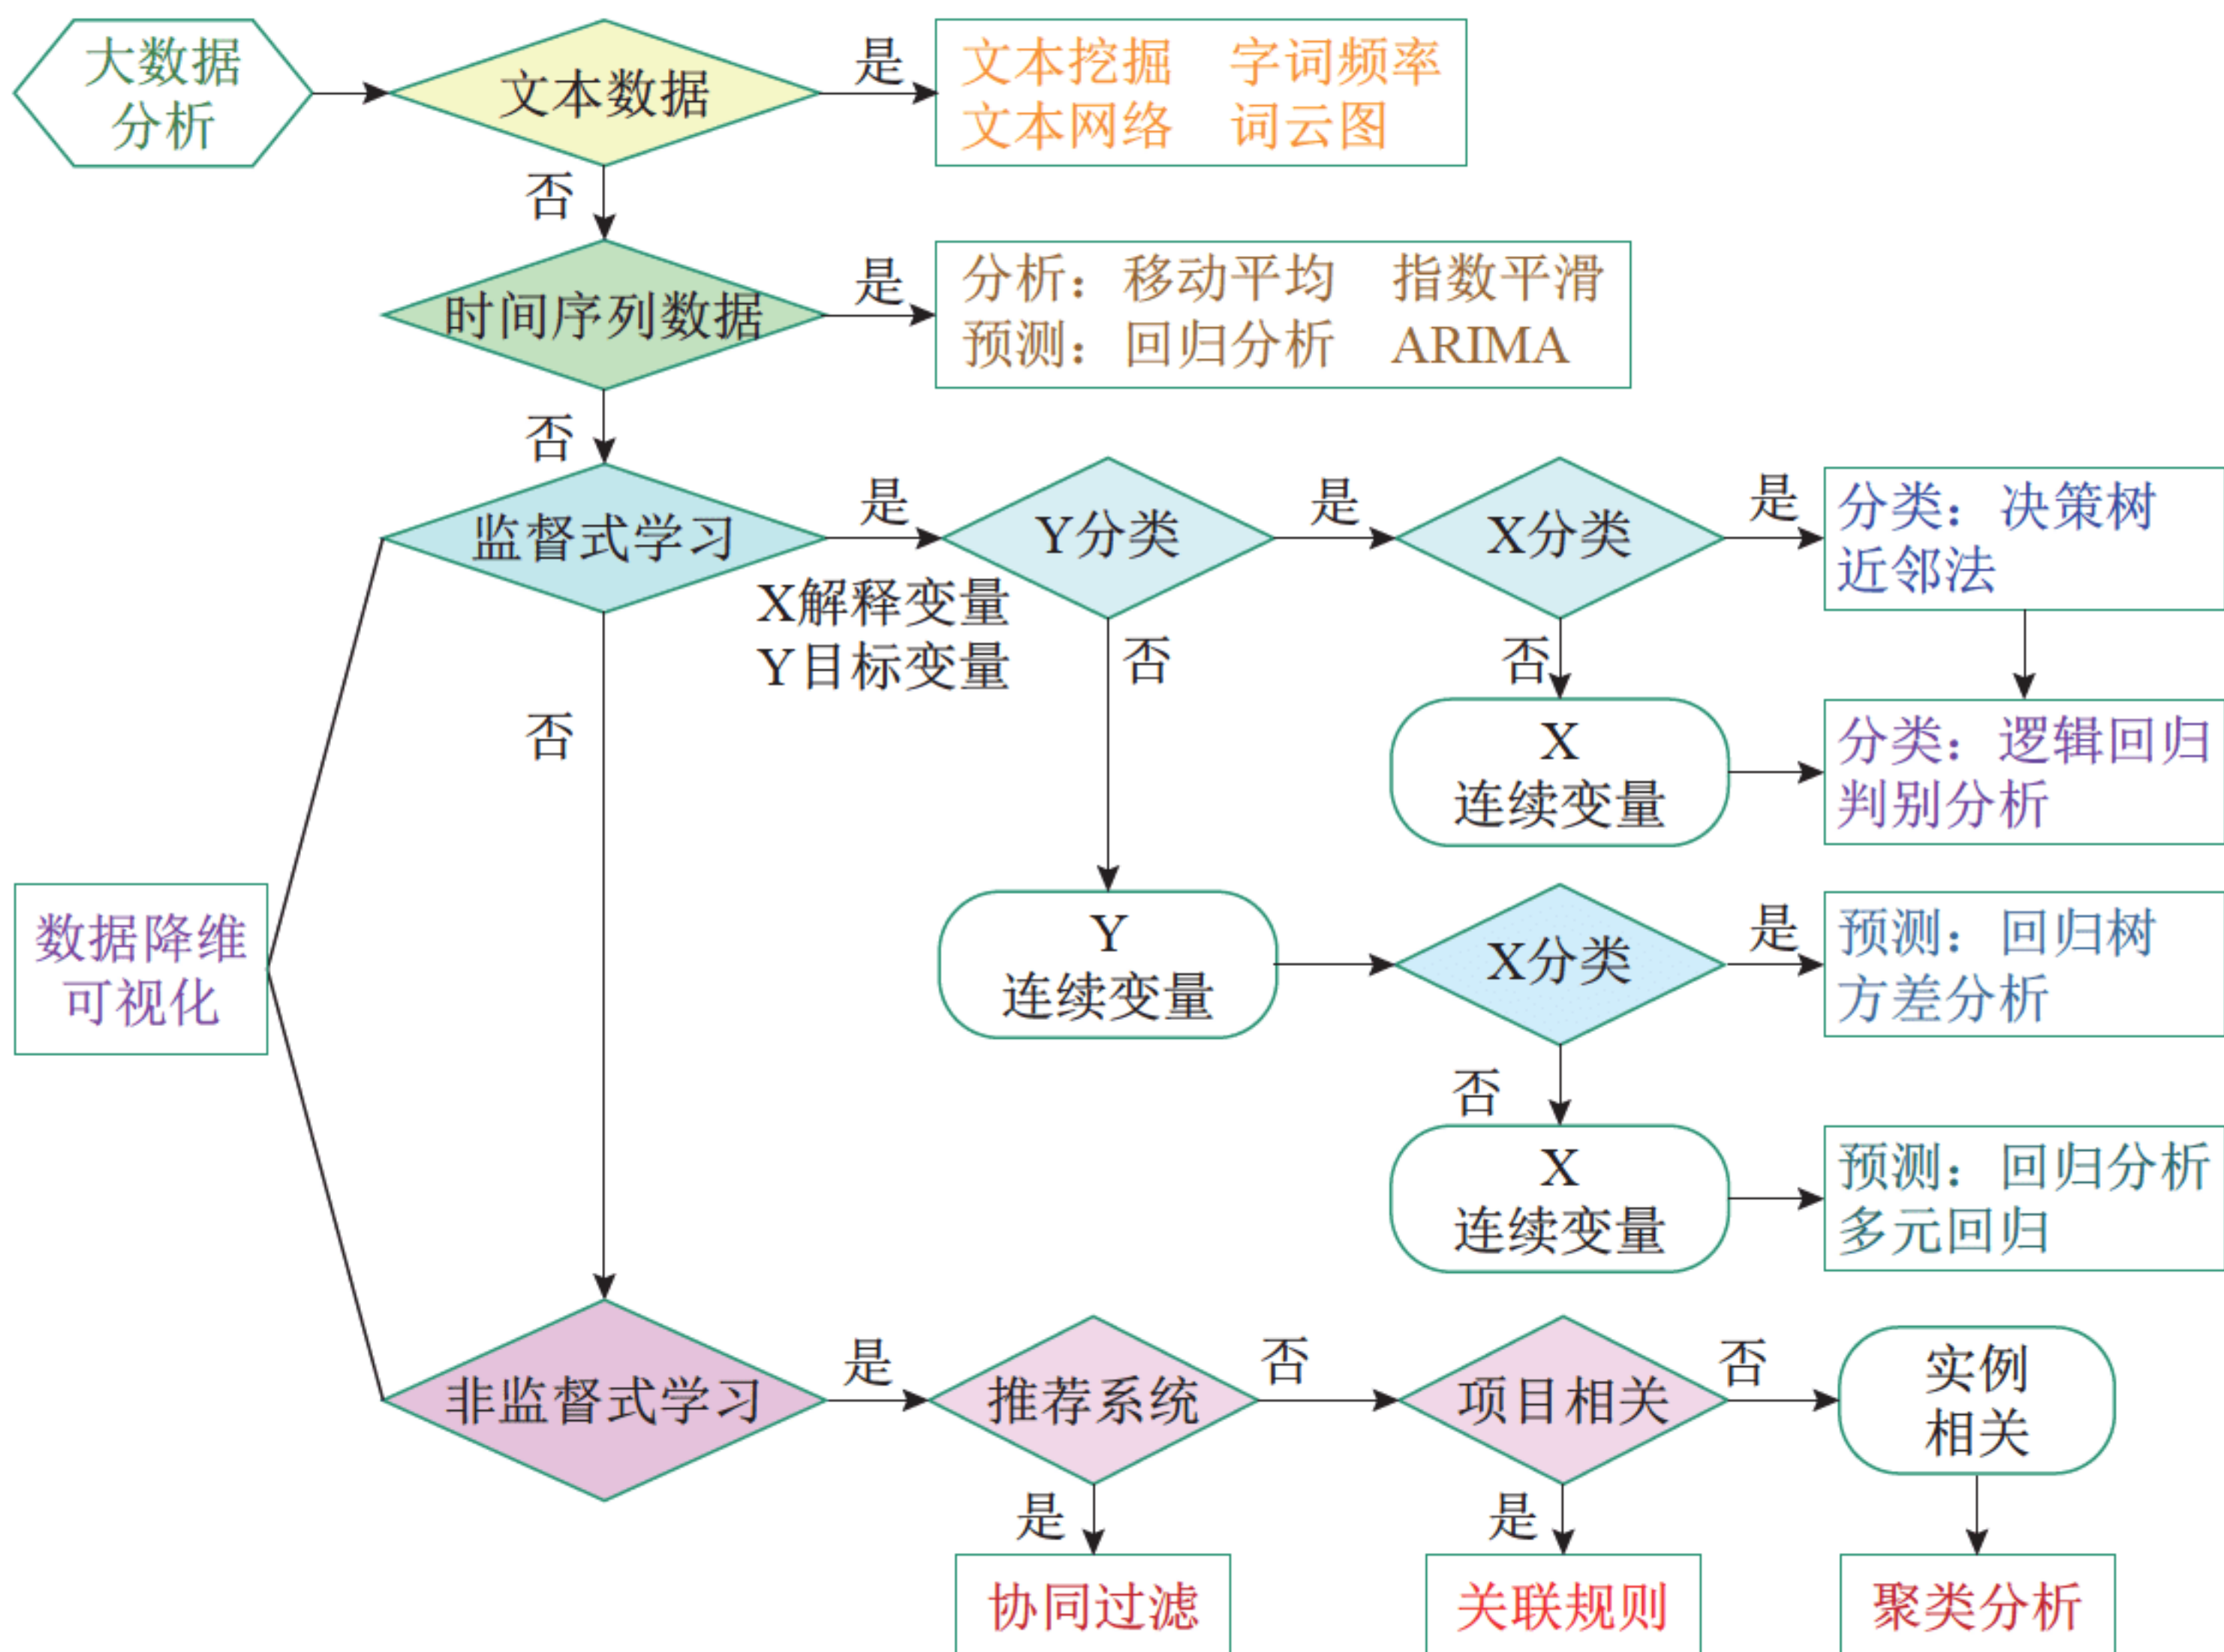 大数据
分析
文本数据
是
文本挖掘 字词频率
文本网络 词云图
否
时间序列数据
是
分析：移动平均 指数平滑
预测：回归分析 ARIMA
否
监督式学习
是
X解释变量
Y目标变量
Y分类
是
X分类
是
分类：决策树
近邻法
否
否
否
X
连续变量
分类：逻辑回归
判别分析
数据降维
可视化
Y
连续变量
X分类
是
预测：回归树
方差分析
否
X
连续变量
预测：回归分析
多元回归
非监督式学习
是
推荐系统
否
项目相关
否
实例
相关
是
是
协同过滤
关联规则
聚类分析